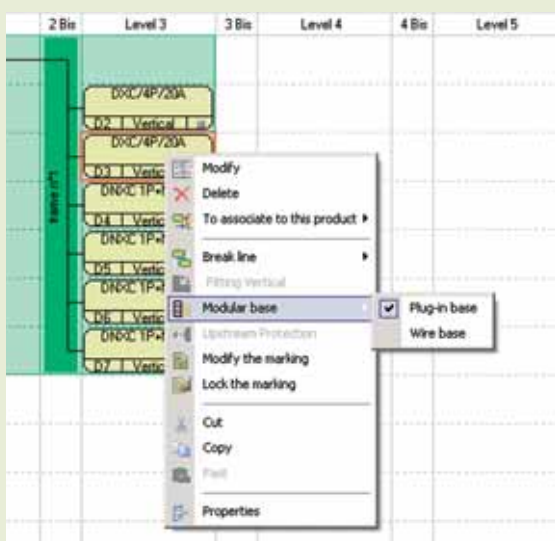 2 Bis Level 3 3 Bis Level 4 4 Bis Level 5
DXC/4P/20A
D2 Vertical
DXC/4P/20A
D3 Vertic
DNXC 1P+N
D4 Vertic
DNXC 1P+
D5 Vertic
DNXC 1P+
D6 Vertic
DNXC 1P+
D7 Vertic
frame n°1
Modify
Delete
To associate to this product
Break line
Fitting Vertical
Modular base
Upstream Protection
Modify the marking
Lock the marking
Cut
Copy
Past
Properties
Plug-in base
Wire base